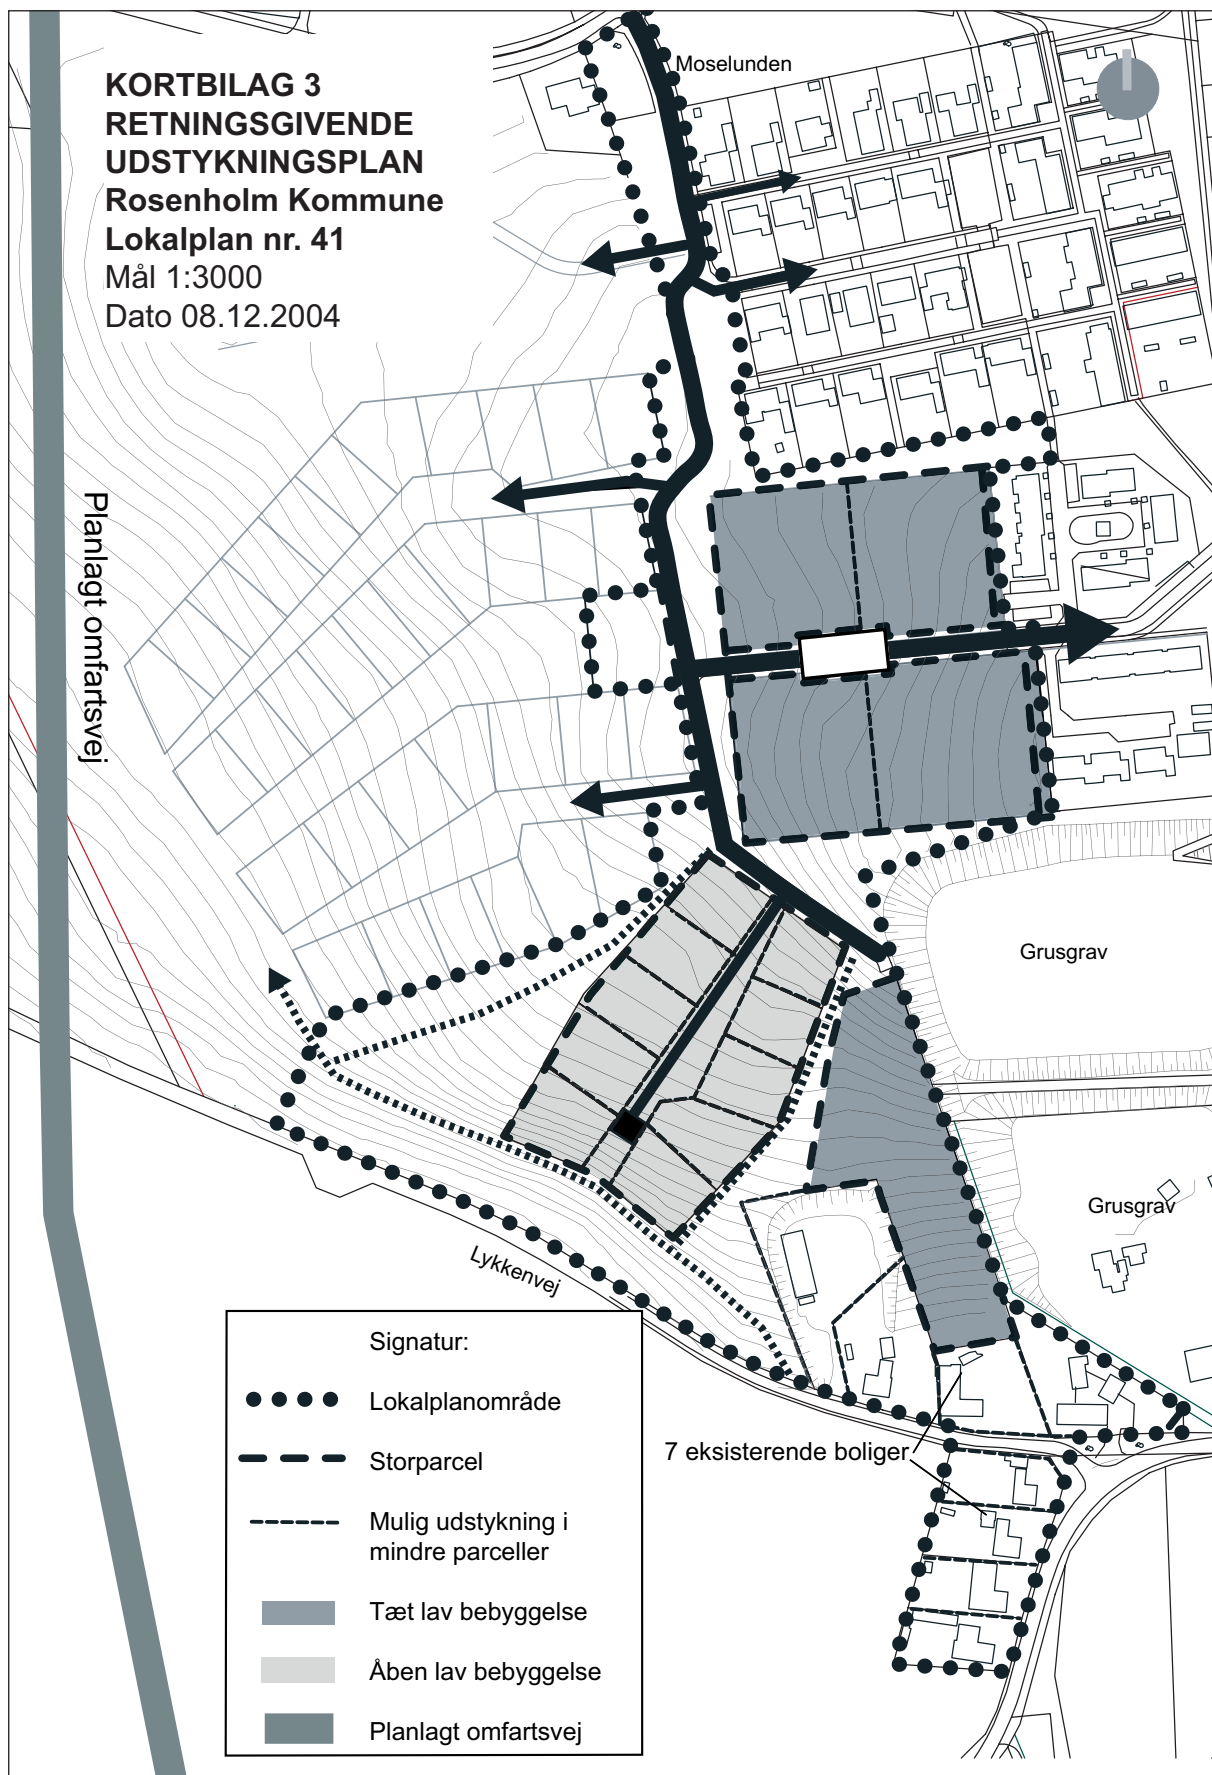 KORTBILAG 3
RETNINGSGIVENDE
UDSTYKNINGSPLAN
Rosenholm Kommune
Lokalplan nr. 41
Mål 1:3000
Dato 08.12.2004
Moselunden
Planlagt omfartsvej
Grusgrav
Grusgrav
Lykkenvej
7 eksisterende boliger
Signatur:
Lokalplanområde
Storparcel
Mulig udstykning i
mindre parceller
Tæt lav bebyggelse
Åben lav bebyggelse
Planlagt omfartsvej